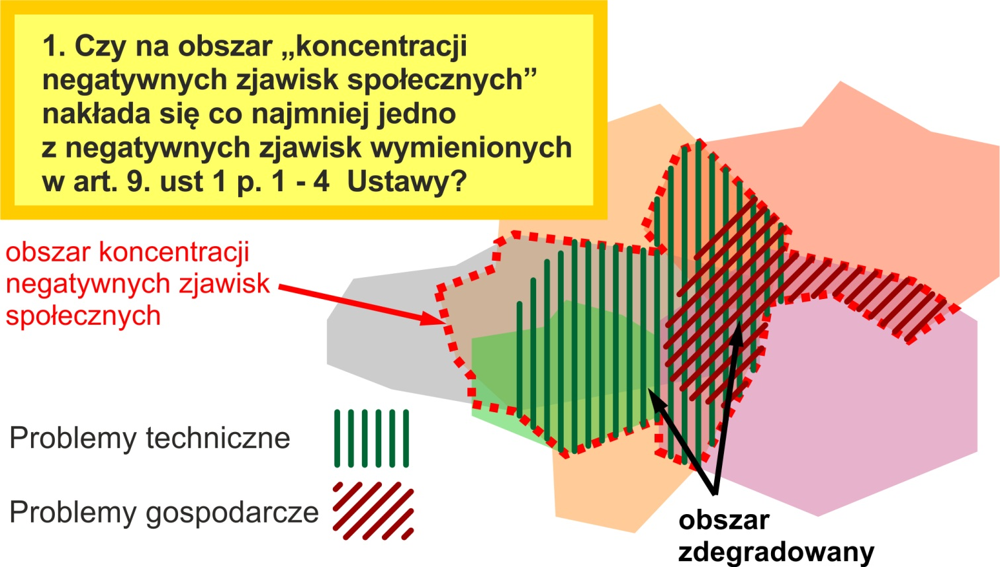 1. Czy na obszar „koncentracji
negatywnych zjawisk społecznych”
nakłada się co najmniej jedno
z negatywnych zjawisk wymienionych
w art. 9. ust 1 p. 1 - 4 Ustawy?
obszar koncentracji
negatywnych zjawisk
społecznych
Problemy techniczne
Problemy gospodarcze
obszar
zdegradowany